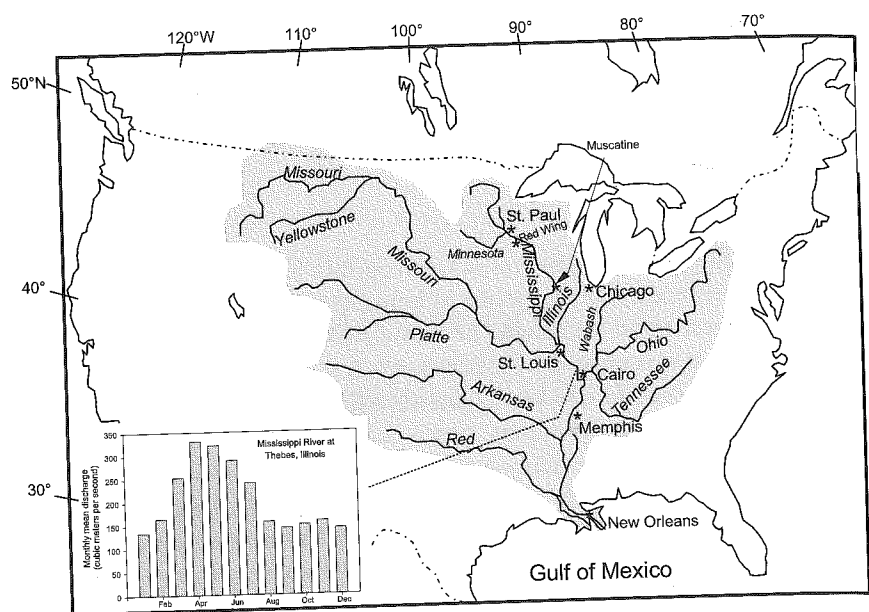 120°W
110°
100°
90°
80°
70°
50°N
40°
30°
Muscatine
Missouri
Yellowstone
Missouri
St. Paul
Red Wing
Minnesota
Mississippi
Illinois
Chicago
Wabash
Platte
St. Louis
Ohio
Cairo
Tennessee
Arkansas
Memphis
Red
New Orleans
Gulf of Mexico
Mississippi River at
Thebes, Illinois
Monthly mean discharge
(cubic meters per second)
350
300
250
200
150
100
50
0
Feb
Apr
Jun
Aug
Oct
Dec